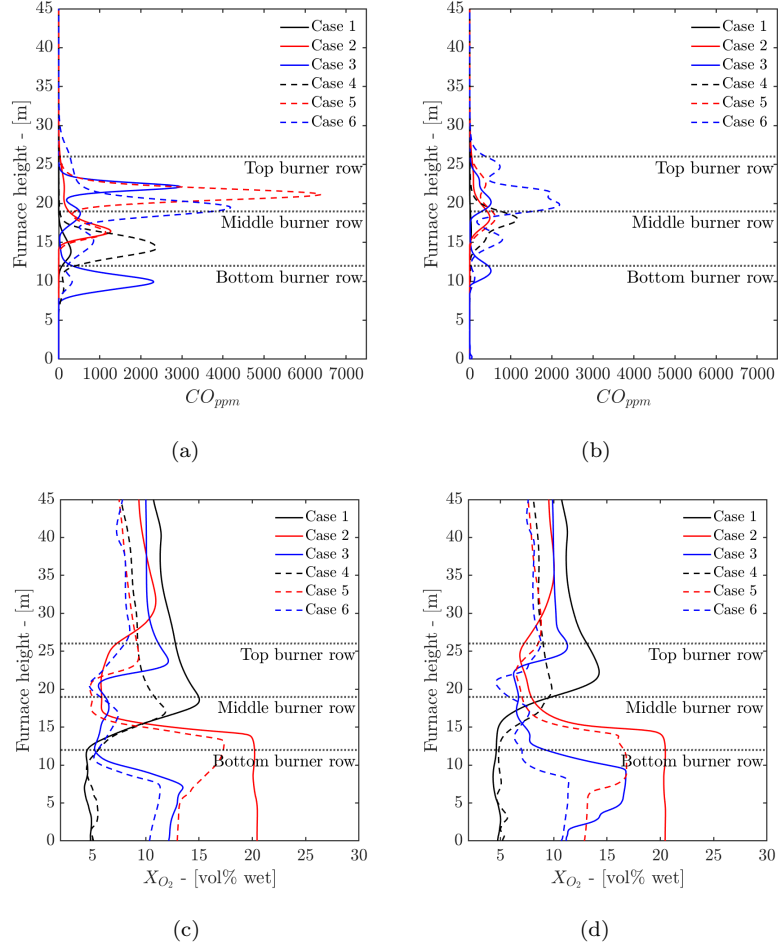 45
40
35
30
25
20
15
10
5
0
Furnace height - [m]
Case 1
Case 2
Case 3
Case 4
Case 5
Case 6
Top burner row
Middle burner row
Bottom burner row
0 1000 2000 3000 4000 5000 6000 7000
CO_ppm
(a)
45
40
35
30
25
20
15
10
5
0
Furnace height - [m]
Case 1
Case 2
Case 3
Case 4
Case 5
Case 6
Top burner row
Middle burner row
Bottom burner row
0 1000 2000 3000 4000 5000 6000 7000
CO_ppm
(b)
45
40
35
30
25
20
15
10
5
0
Furnace height - [m]
Case 1
Case 2
Case 3
Case 4
Case 5
Case 6
Top burner row
Middle burner row
Bottom burner row
5 10 15 20 25 30
X_O₂ - [vol% wet]
(c)
45
40
35
30
25
20
15
10
5
0
Furnace height - [m]
Case 1
Case 2
Case 3
Case 4
Case 5
Case 6
Top burner row
Middle burner row
Bottom burner row
5 10 15 20 25 30
X_O₂ - [vol% wet]
(d)